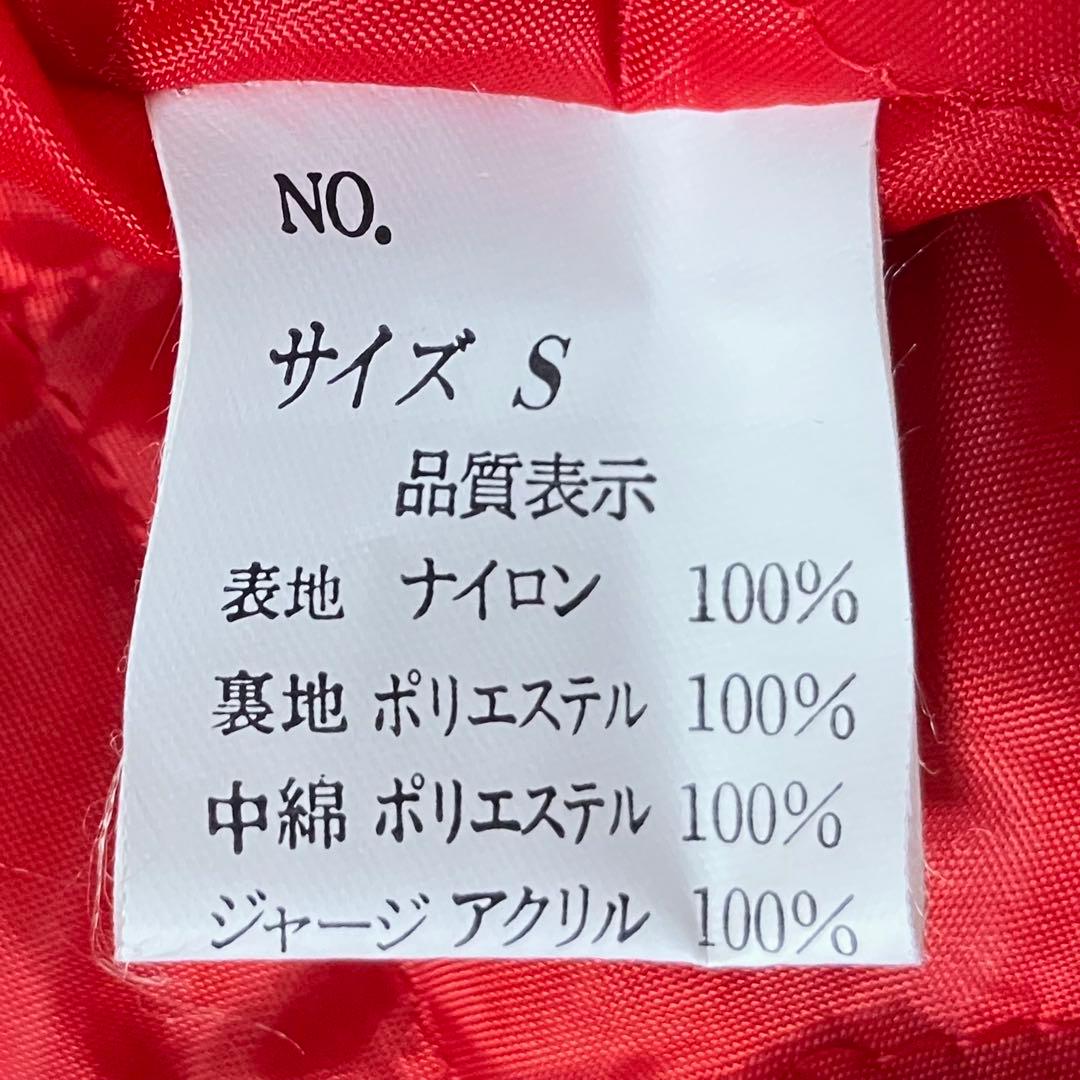 NO.
サイズ S
品質表示
表地 ナイロン 100%
裏地 ポリエステル 100%
中綿 ポリエステル 100%
ジャージ アクリル 100%